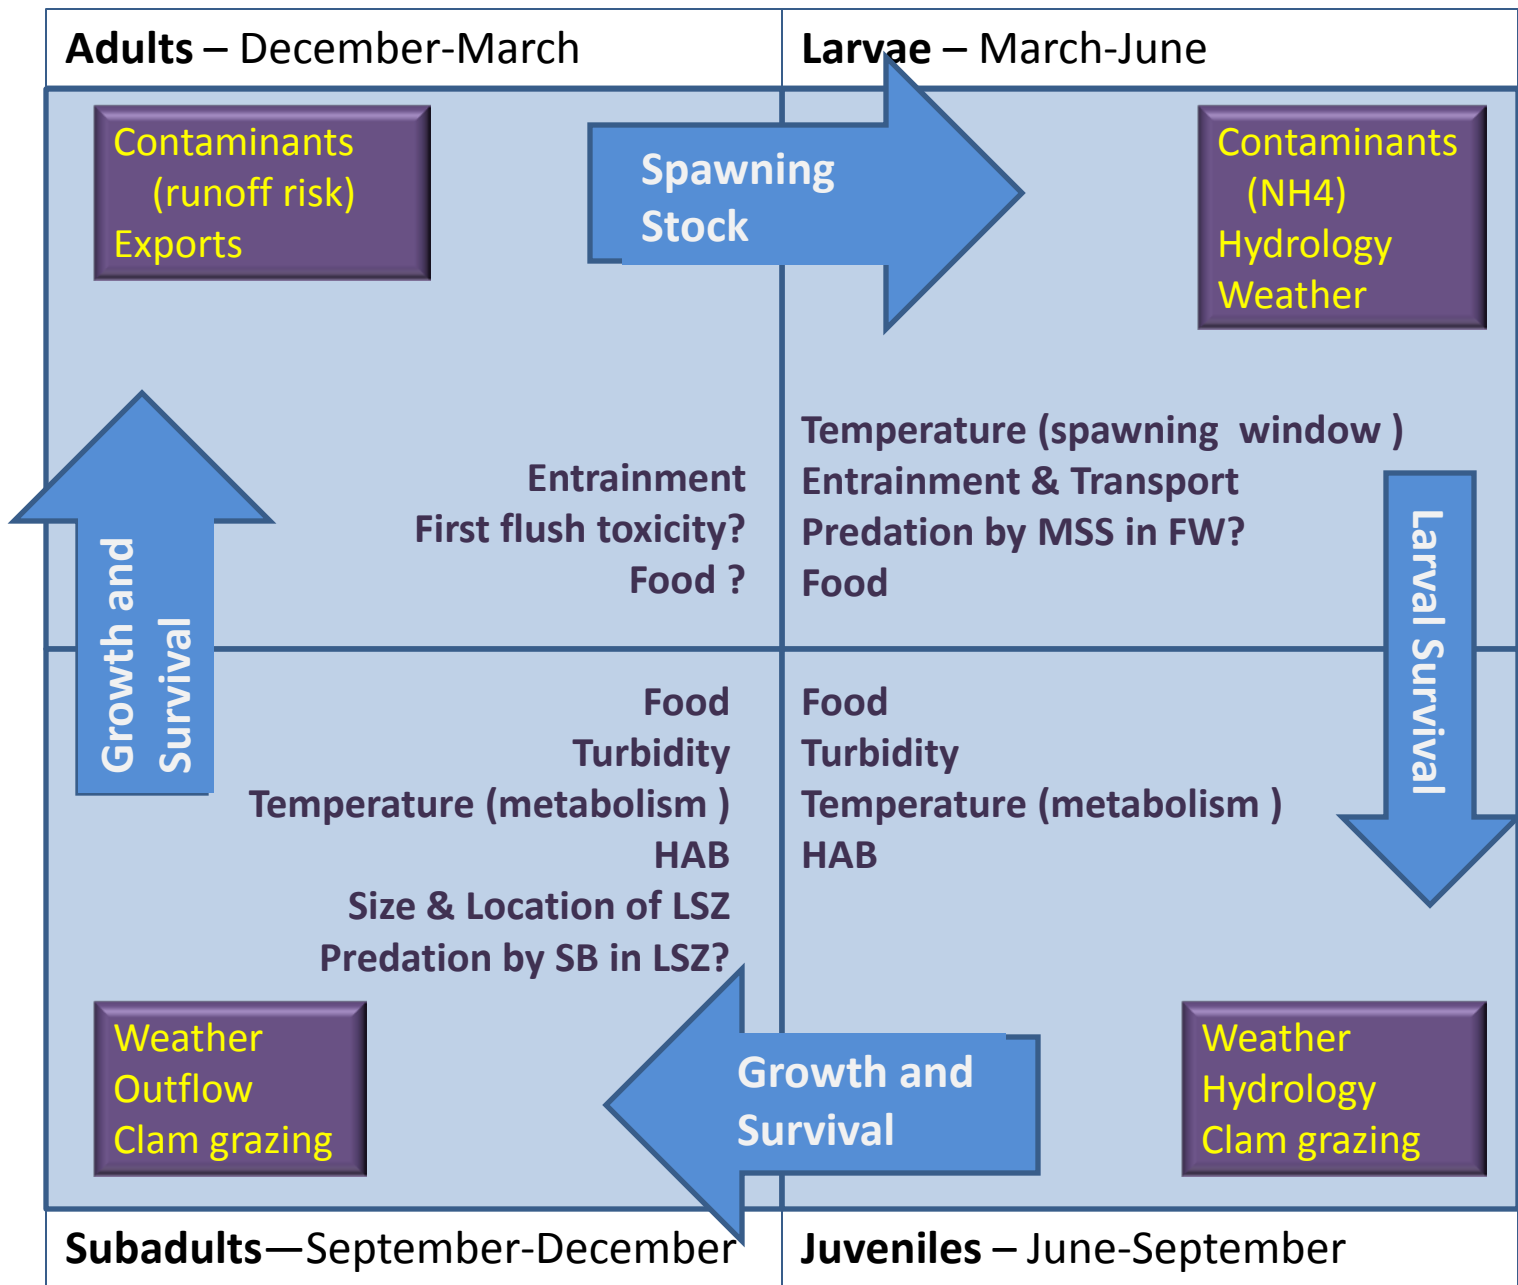 Adults – December-March
Larvae – March-June
Contaminants
(runoff risk)
Exports
Spawning
Stock
Contaminants
(NH4)
Hydrology
Weather
Entrainment
First flush toxicity?
Food ?
Temperature (spawning  window )
Entrainment & Transport
Predation by MSS in FW?
Food
Growth and
Survival
Larval Survival
Food
Turbidity
Temperature (metabolism )
HAB
Size & Location of LSZ
Predation by SB in LSZ?
Food
Turbidity
Temperature (metabolism )
HAB
Weather
Outflow
Clam grazing
Growth and
Survival
Weather
Hydrology
Clam grazing
Subadults—September-December
Juveniles – June-September